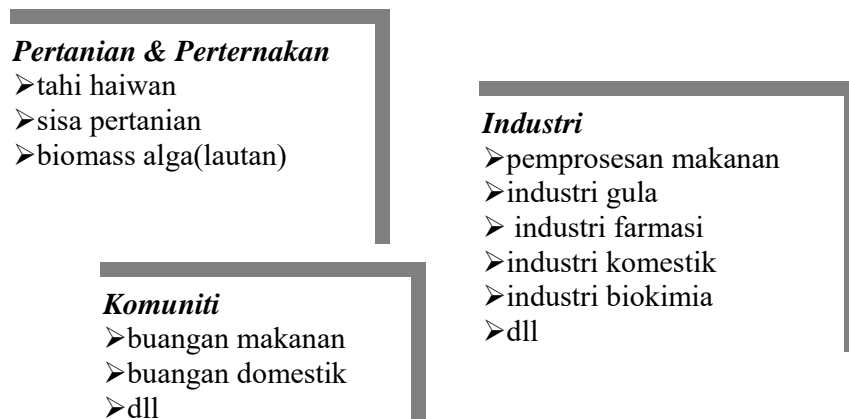 Pertanian & Perternakan
➢tahi haiwan
➢sisa pertanian
➢biomass alga(lautan)
Industri
➢pemprosesan makanan
➢industri gula
➢ industri farmasi
➢industri komestik
➢industri biokimia
➢dll
Komuniti
➢buangan makanan
➢buangan domestik
➢dll